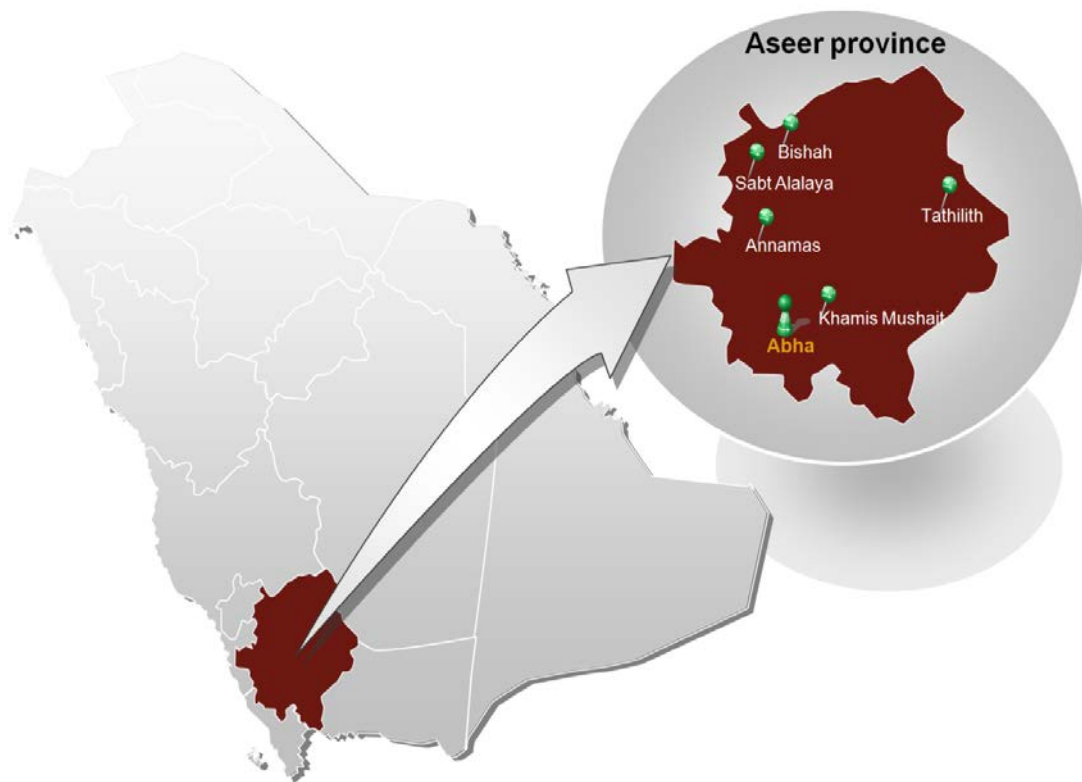 Aseer province
Bishah
Sabt Alalaya
Tathilith
Annamas
Khamis Mushait
Abha